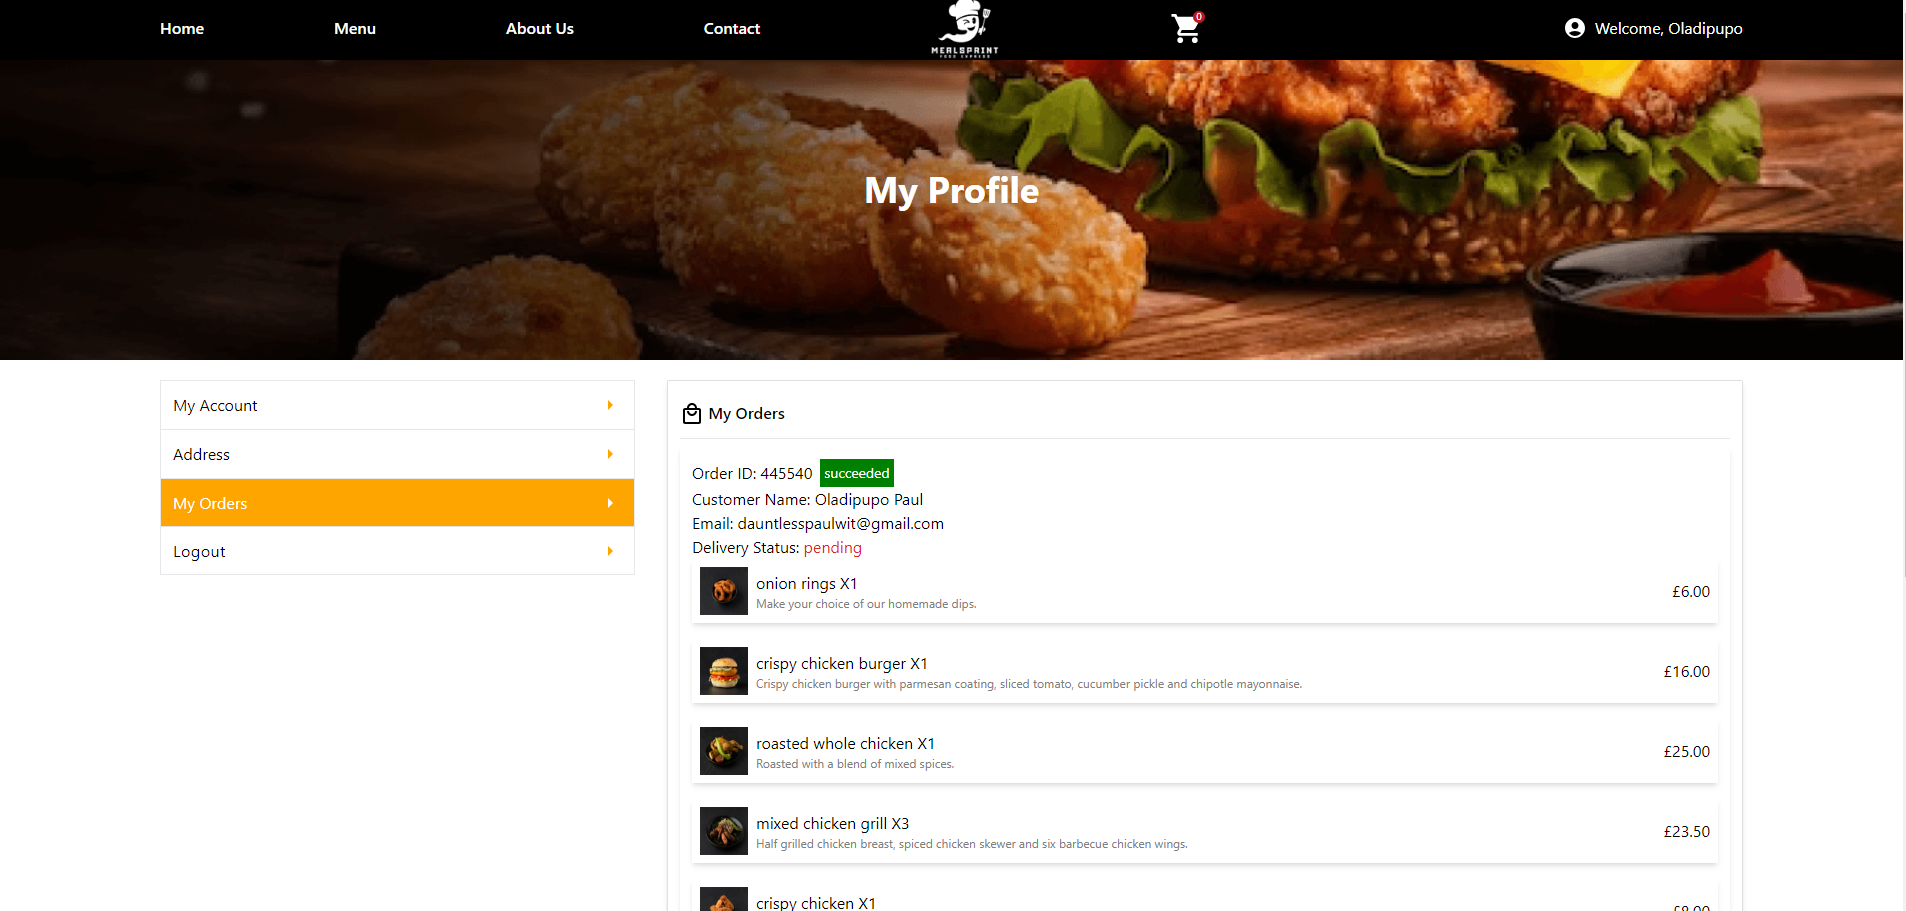 Home
Menu
About Us
Contact
MEALSPRINT
FOOD EXPRESS
0
Welcome, Oladipupo
My Profile
My Account
Address
My Orders
Logout
My Orders
Order ID: 445540 succeeded
Customer Name: Oladipupo Paul
Email: dauntlesspaulwit@gmail.com
Delivery Status: pending
onion rings X1
Make your choice of our homemade dips.
£6.00
crispy chicken burger X1
Crispy chicken burger with parmesan coating, sliced tomato, cucumber pickle and chipotle mayonnaise.
£16.00
roasted whole chicken X1
Roasted with a blend of mixed spices.
£25.00
mixed chicken grill X3
Half grilled chicken breast, spiced chicken skewer and six barbecue chicken wings.
£23.50
crispy chicken X1
£8.00